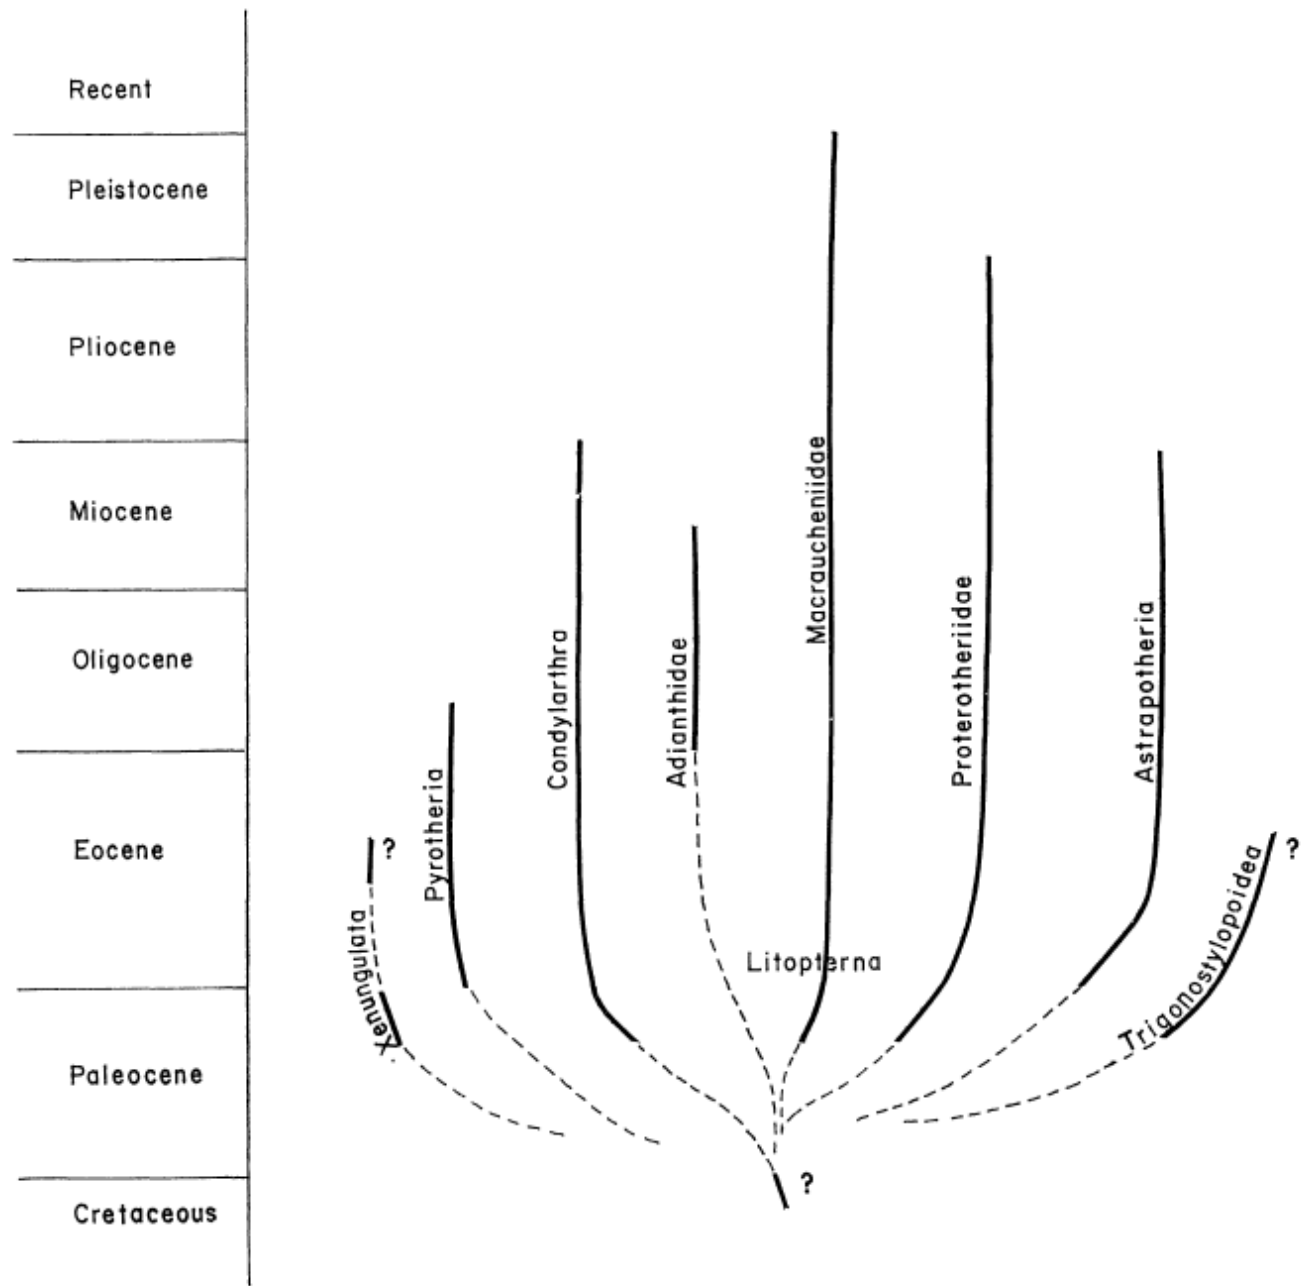 Recent
Pleistocene
Pliocene
Miocene
Oligocene
Eocene
Paleocene
Cretaceous
Xenungulata
?
Pyrotheria
Condylarthra
Adianthidae
Macraucheniidae
Litopterna
Proterotheriidae
Astrapotheria
Trigonostylopoidea
?
?